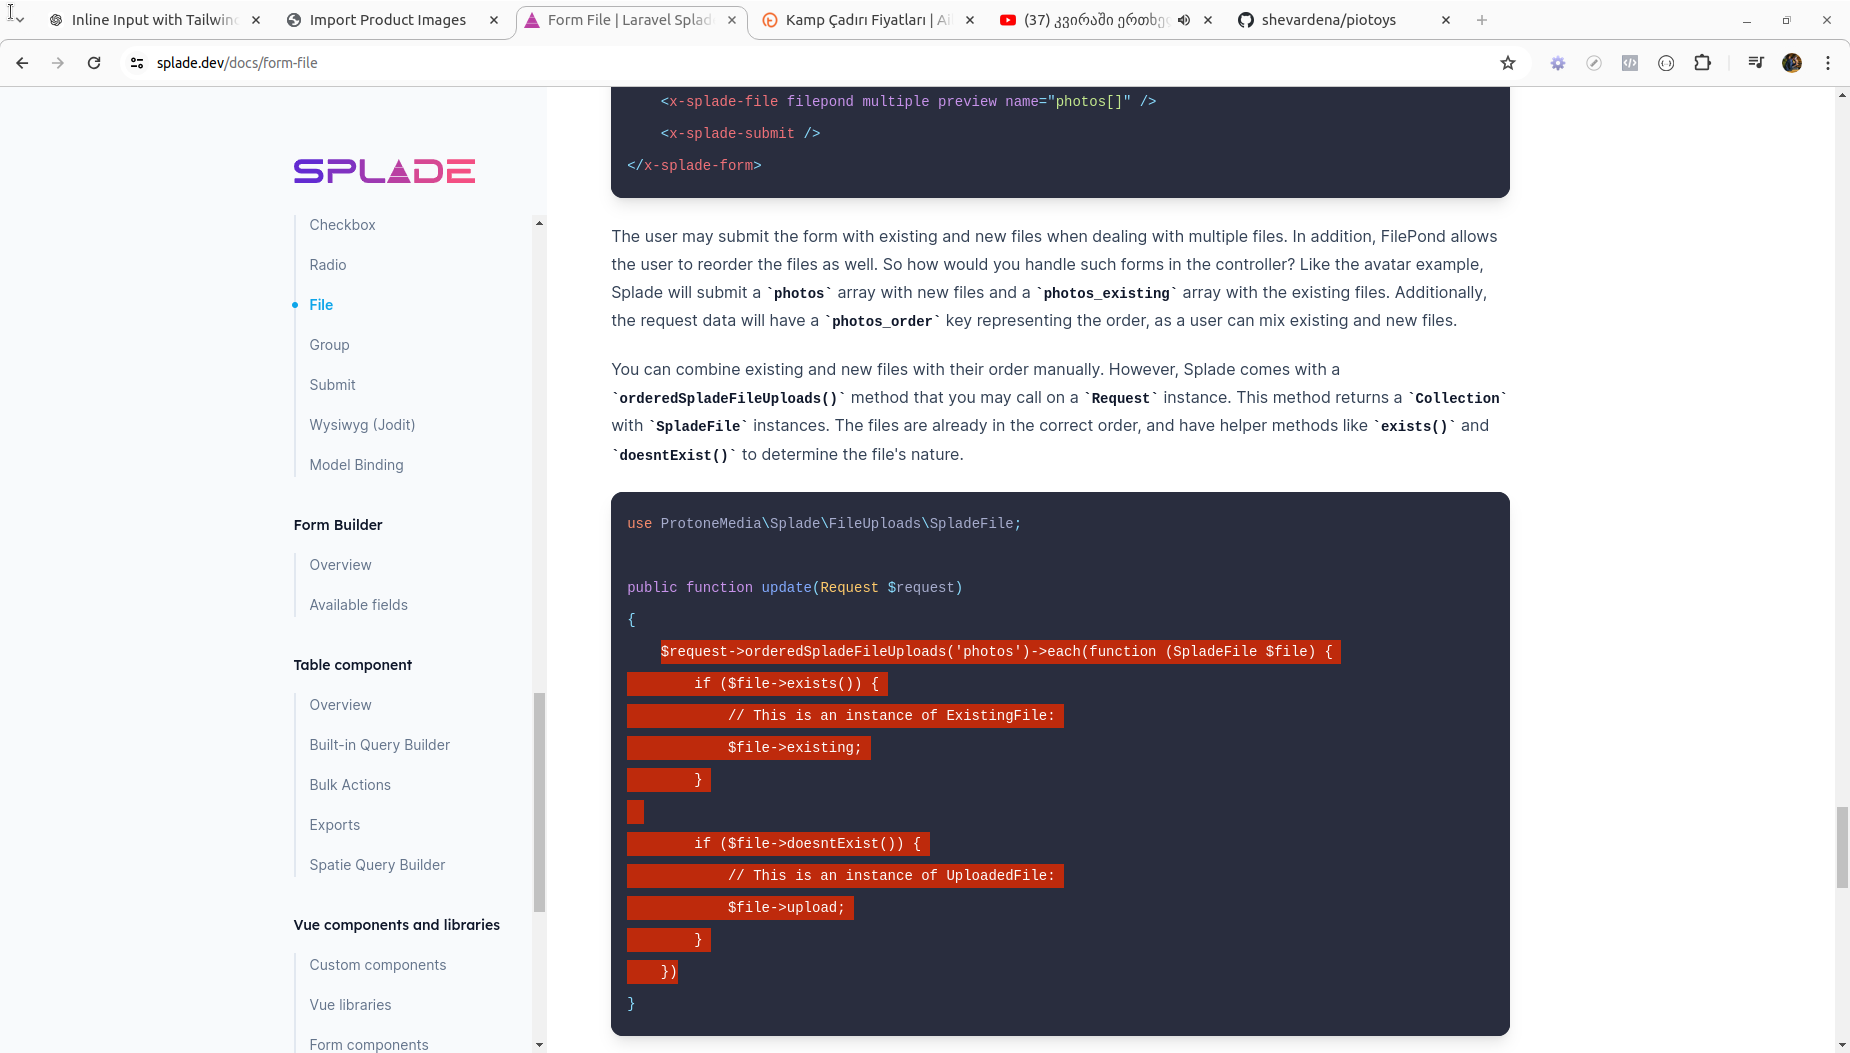 Inline Input with Tailwin
Import Product Images
Form File | Laravel Splade
Kamp Çadırı Fiyatları | Ai
(37) კვირაში ერთხე
shevardena/piotoys
splade.dev/docs/form-file
SPLADE
Checkbox
Radio
File
Group
Submit
Wysiwyg (Jodit)
Model Binding
Form Builder
Overview
Available fields
Table component
Overview
Built-in Query Builder
Bulk Actions
Exports
Spatie Query Builder
Vue components and libraries
Custom components
Vue libraries
Form components
<x-splade-file filepond multiple preview name="photos[]" />
<x-splade-submit />
</x-splade-form>
The user may submit the form with existing and new files when dealing with multiple files. In addition, FilePond allows
the user to reorder the files as well. So how would you handle such forms in the controller? Like the avatar example,
Splade will submit a `photos` array with new files and a `photos_existing` array with the existing files. Additionally,
the request data will have a `photos_order` key representing the order, as a user can mix existing and new files.
You can combine existing and new files with their order manually. However, Splade comes with a
`orderedSpladeFileUploads()` method that you may call on a `Request` instance. This method returns a `Collection`
with `SpladeFile` instances. The files are already in the correct order, and have helper methods like `exists()` and
`doesntExist()` to determine the file's nature.
use ProtoneMedia\Splade\FileUploads\SpladeFile;
public function update(Request $request)
{
$request->orderedSpladeFileUploads('photos')->each(function (SpladeFile $file) {
if ($file->exists()) {
// This is an instance of ExistingFile:
$file->existing;
}
if ($file->doesntExist()) {
// This is an instance of UploadedFile:
$file->upload;
}
})
}